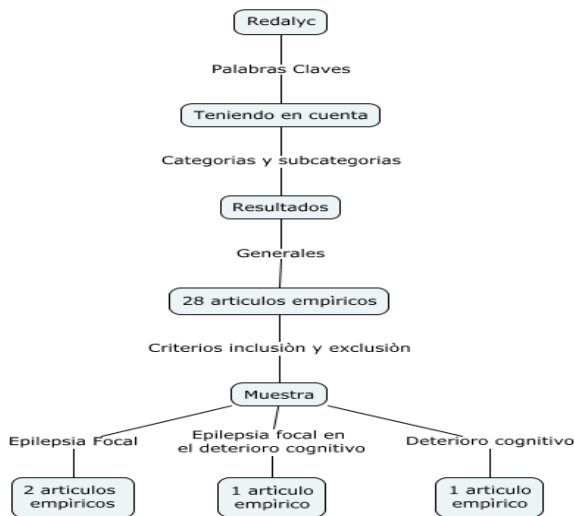 Redalyc
Palabras Claves
Teniendo en cuenta
Categorias y subcategorias
Resultados
Generales
28 articulos empìricos
Criterios inclusiòn y exclusiòn
Muestra
Epilepsia Focal
Epilepsia focal en
el deterioro cognitivo
Deterioro cognitivo
2 articulos
empìricos
1 artìculo
empìrico
1 articulo
empìrico